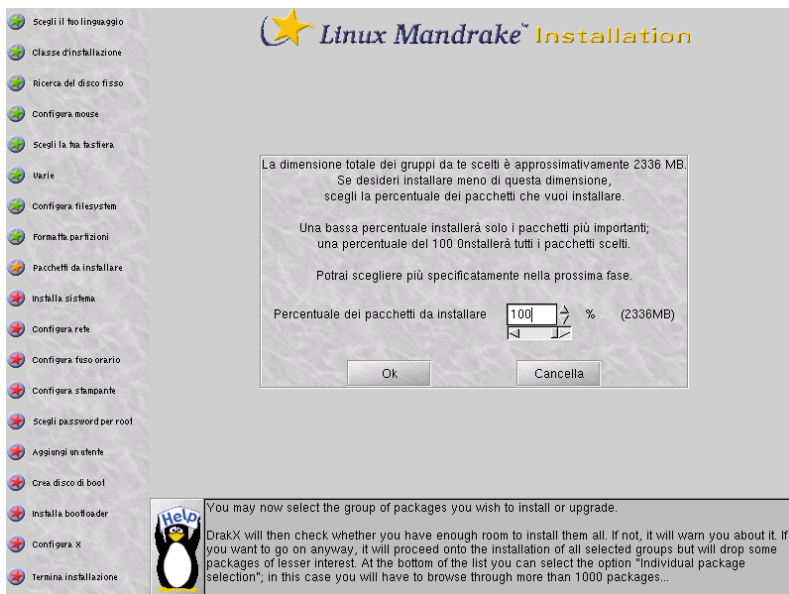 Linux Mandrake™ Installation
Scegli il tuo linguaggio
Classe d'installazione
Ricerca del disco fisso
Configura mouse
Scegli la tua tastiera
Varie
Configura filesystem
Formatta partizioni
Pacchetti da installare
Installa sistema
Configura rete
Configura fuso orario
Configura stampante
Scegli password per root
Aggiungi un utente
Crea disco di boot
Installa bootloader
Configura X
Termina installazione
La dimensione totale dei gruppi da te scelti è approssimativamente 2336 MB.
Se desideri installare meno di questa dimensione,
scegli la percentuale dei pacchetti che vuoi installare.
Una bassa percentuale installerà solo i pacchetti più importanti;
una percentuale del 100 0nstallerà tutti i pacchetti scelti.
Potrai scegliere più specificatamente nella prossima fase.
Percentuale dei pacchetti da installare 100 % (2336MB)
Ok Cancella
Help
You may now select the group of packages you wish to install or upgrade.
DrakX will then check whether you have enough room to install them all. If not, it will warn you about it. If
you want to go on anyway, it will proceed onto the installation of all selected groups but will drop some
packages of lesser interest. At the bottom of the list you can select the option "Individual package
selection"; in this case you will have to browse through more than 1000 packages...